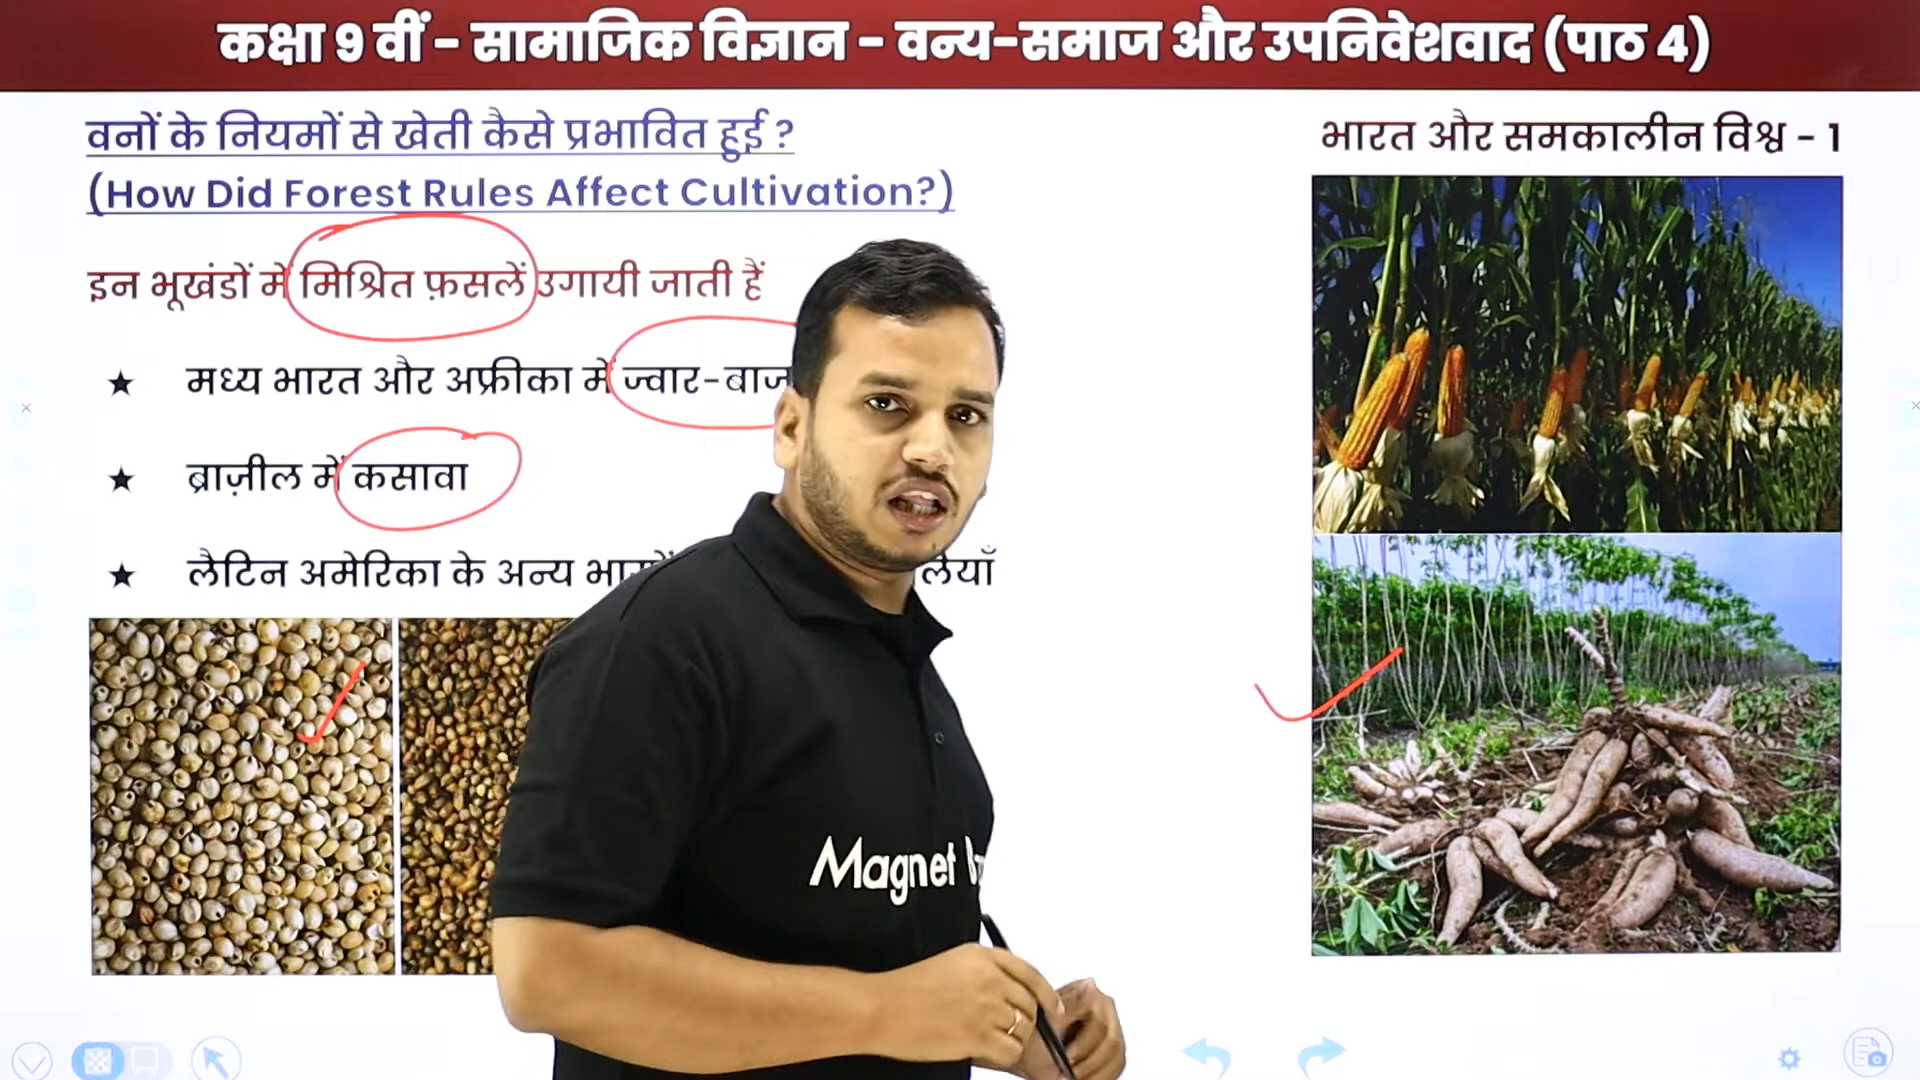 कक्षा 9 वीं - सामाजिक विज्ञान - वन्य-समाज और उपनिवेशवाद (पाठ 4)
वनों के नियमों से खेती कैसे प्रभावित हुई ?
(How Did Forest Rules Affect Cultivation?)
भारत और समकालीन विश्व - 1
इन भूखंडों में मिश्रित फ़सलें उगायी जाती हैं
★ मध्य भारत और अफ्रीका में ज्वार-बाज
★ ब्राज़ील में कसावा
★ लैटिन अमेरिका के अन्य लियाँ
Magnet